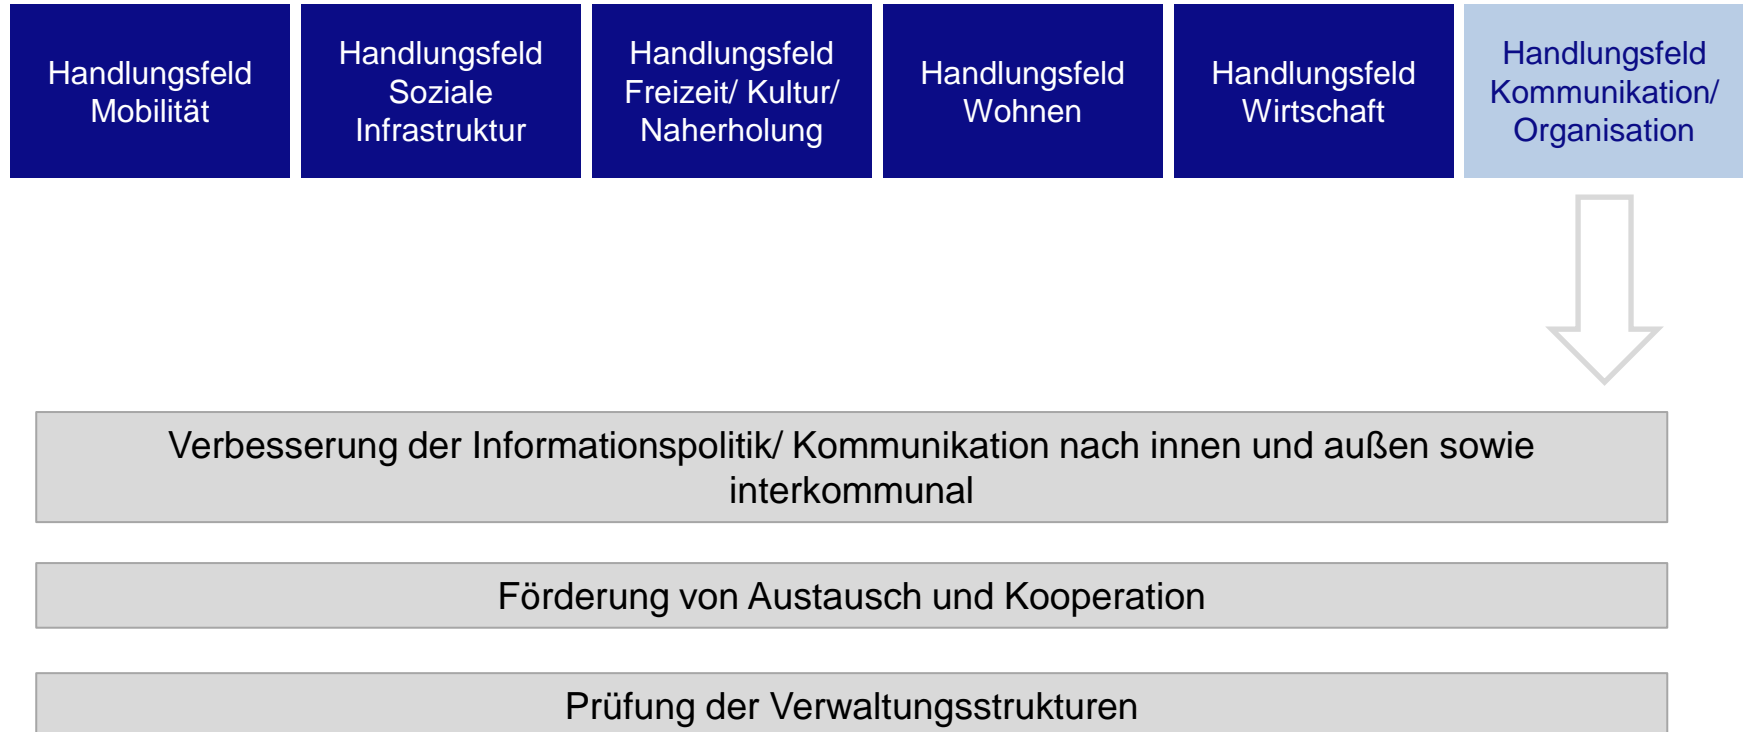 Handlungsfeld
Mobilität
Handlungsfeld
Soziale
Infrastruktur
Handlungsfeld
Freizeit/ Kultur/
Naherholung
Handlungsfeld
Wohnen
Handlungsfeld
Wirtschaft
Handlungsfeld
Kommunikation/
Organisation
Verbesserung der Informationspolitik/ Kommunikation nach innen und außen sowie
interkommunal
Förderung von Austausch und Kooperation
Prüfung der Verwaltungsstrukturen